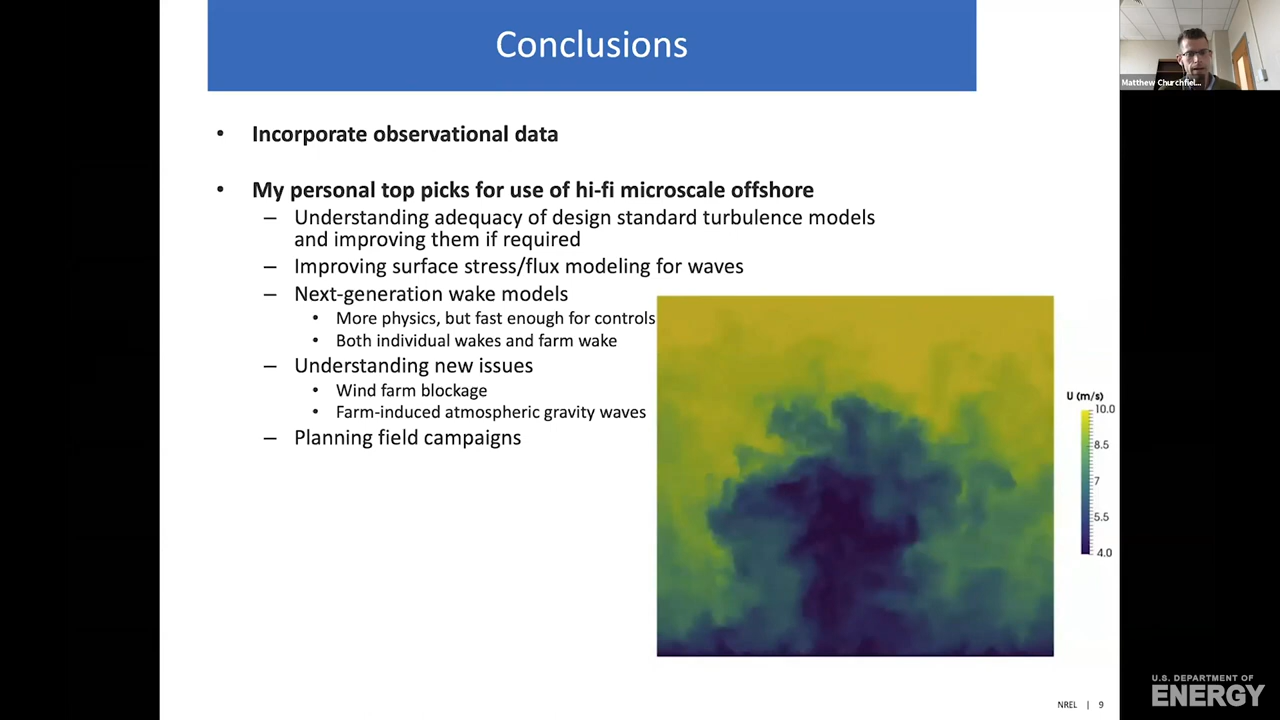 Conclusions
Matthew Churchfiel...
• Incorporate observational data
• My personal top picks for use of hi-fi microscale offshore
– Understanding adequacy of design standard turbulence models
and improving them if required
– Improving surface stress/flux modeling for waves
– Next-generation wake models
• More physics, but fast enough for controls
• Both individual wakes and farm wake
– Understanding new issues
• Wind farm blockage
• Farm-induced atmospheric gravity waves
– Planning field campaigns
U (m/s)
10.0
8.5
7
5.5
4.0
NREL | 9
U.S. DEPARTMENT OF
ENERGY